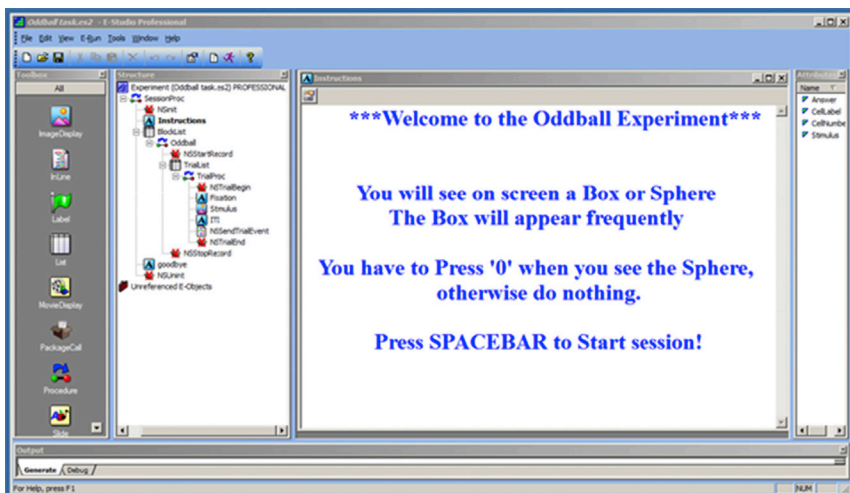 Oddball task.es2 - E-Studio Professional
File Edit View E-Run Tools Window Help
Toolbox
All
ImageDisplay
InLine
Label
List
MovieDisplay
PackageCall
Procedure
Slide
Structure
Experiment (Oddball task.es2) PROFESSIONAL
SessionProc
NSinit
Instructions
BlockList
Oddball
NSStartRecord
TrialList
TrialProc
NSTrialBegin
Fixation
Stimulus
ITI
NSSendTrialEvent
NSTrialEnd
NSStopRecord
goodbye
NSUninit
Unreferenced E-Objects
Instructions
***Welcome to the Oddball Experiment***
You will see on screen a Box or Sphere
The Box will appear frequently
You have to Press '0' when you see the Sphere,
otherwise do nothing.
Press SPACEBAR to Start session!
Attributes
Name
Answer
CellLabel
CellNumbe
Stimulus
Output
Generate Debug
For Help, press F1
NUM